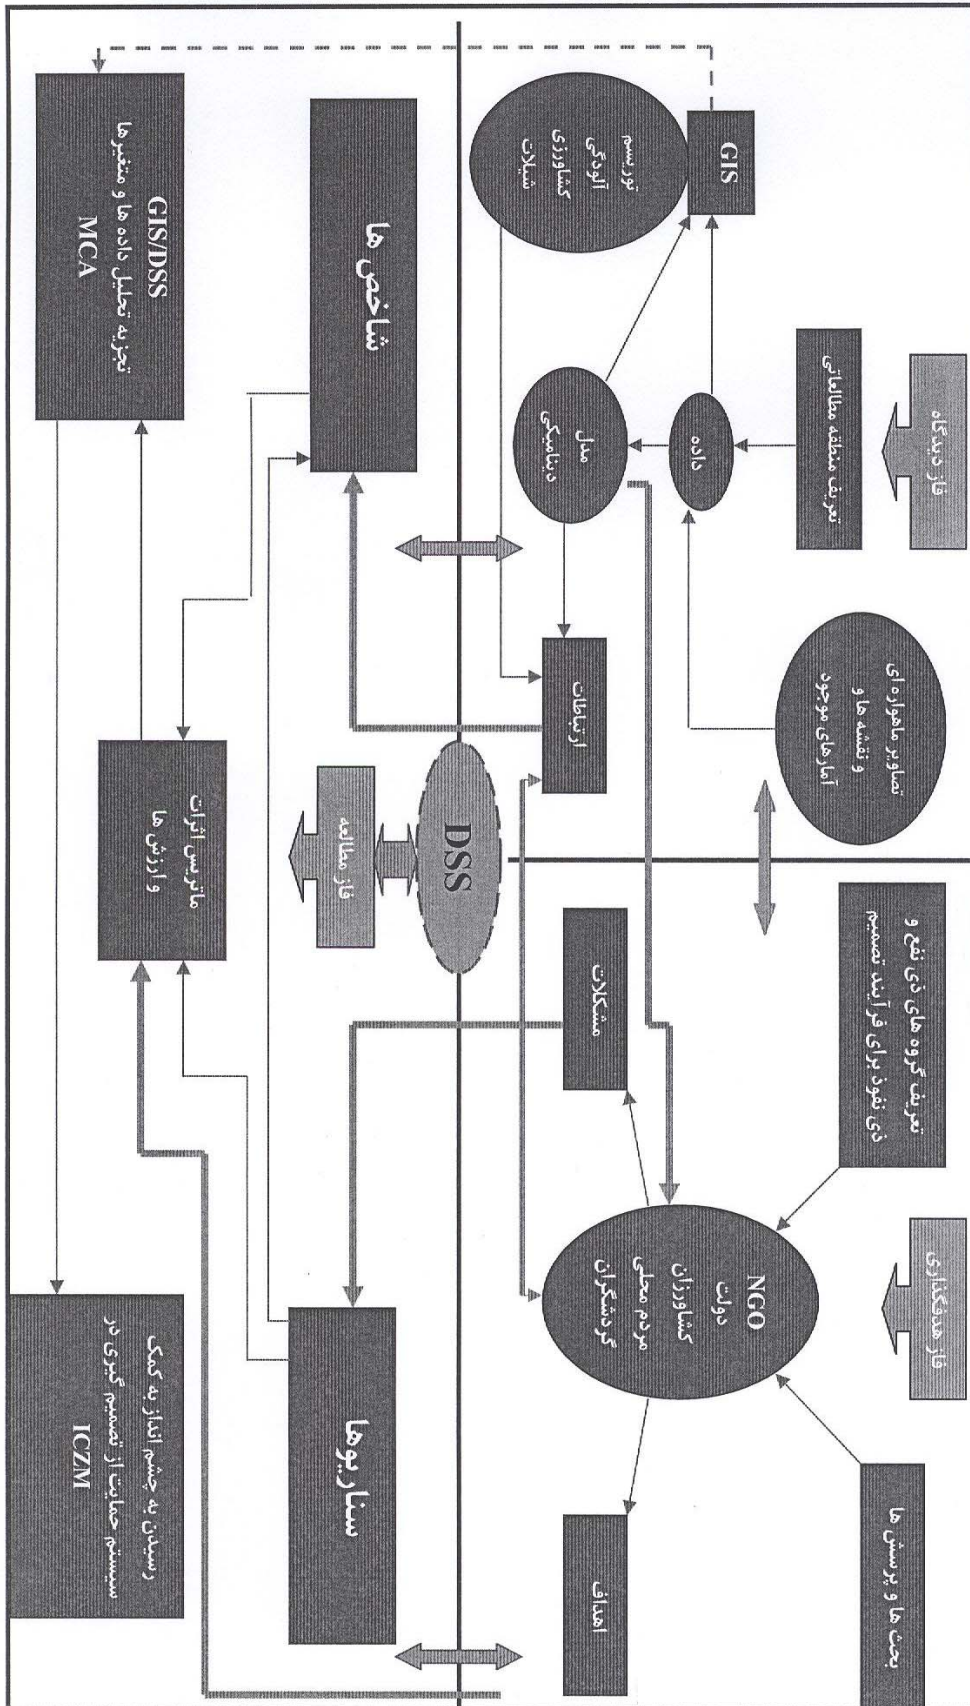 فاز دیدگاه
تعریف منطقه مطالعاتی
تصاویر ماهواره ای
و نقشه ها و
آمارهای موجود
داده
مدل
دینامیکی
GIS
توریسم
آلودگی
کشاورزی
شیلات
ارتباطات
فاز هدفگذاری
تعریف گروه های ذی نفع و
ذی نفوذ برای فرآیند تصمیم
بحث ها و پرسش ها
NGO
دولت
کشاورزان
مردم محلی
گردشگران
مشکلات
اهداف
DSS
فاز مطالعه
شاخص ها
سناریوها
ماتریس اثرات
و ارزش ها
GIS/DSS
تجزیه تحلیل داده ها و متغیرها
MCA
رسیدن به چشم انداز به کمک
سیستم حمایت از تصمیم گیری در
ICZM